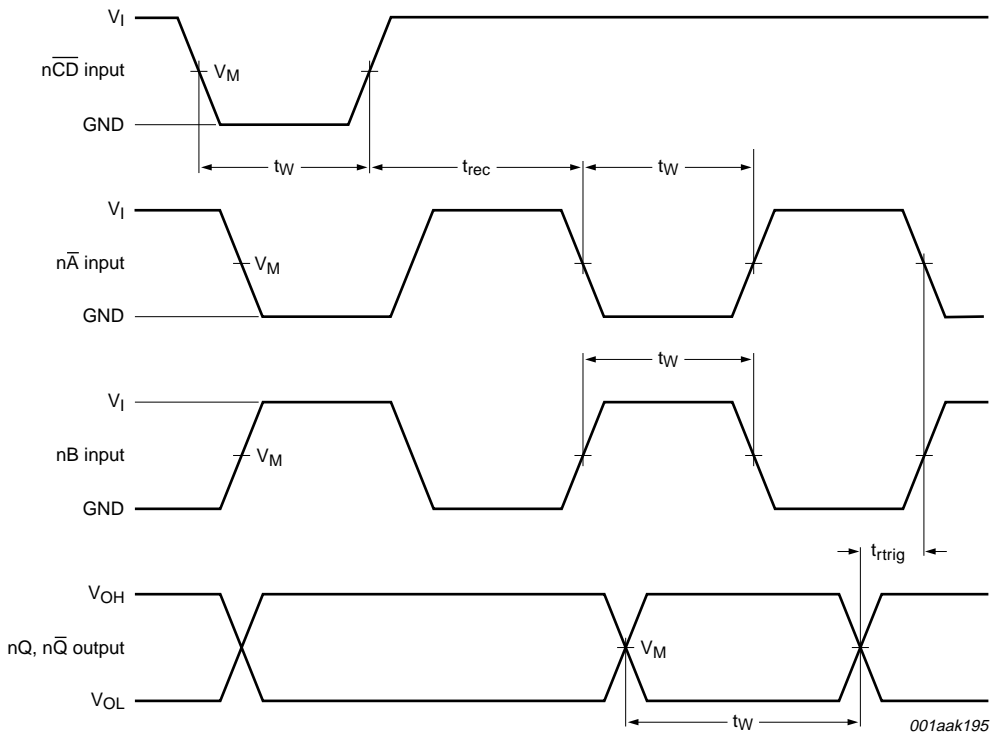 V_I
nC̅D̅ input
V_M
GND
t_W
t_rec
t_W
V_I
nA̅ input
V_M
GND
t_W
V_I
nB input
V_M
GND
t_rtrig
V_OH
nQ, nQ̅ output
V_M
V_OL
t_W
001aak195